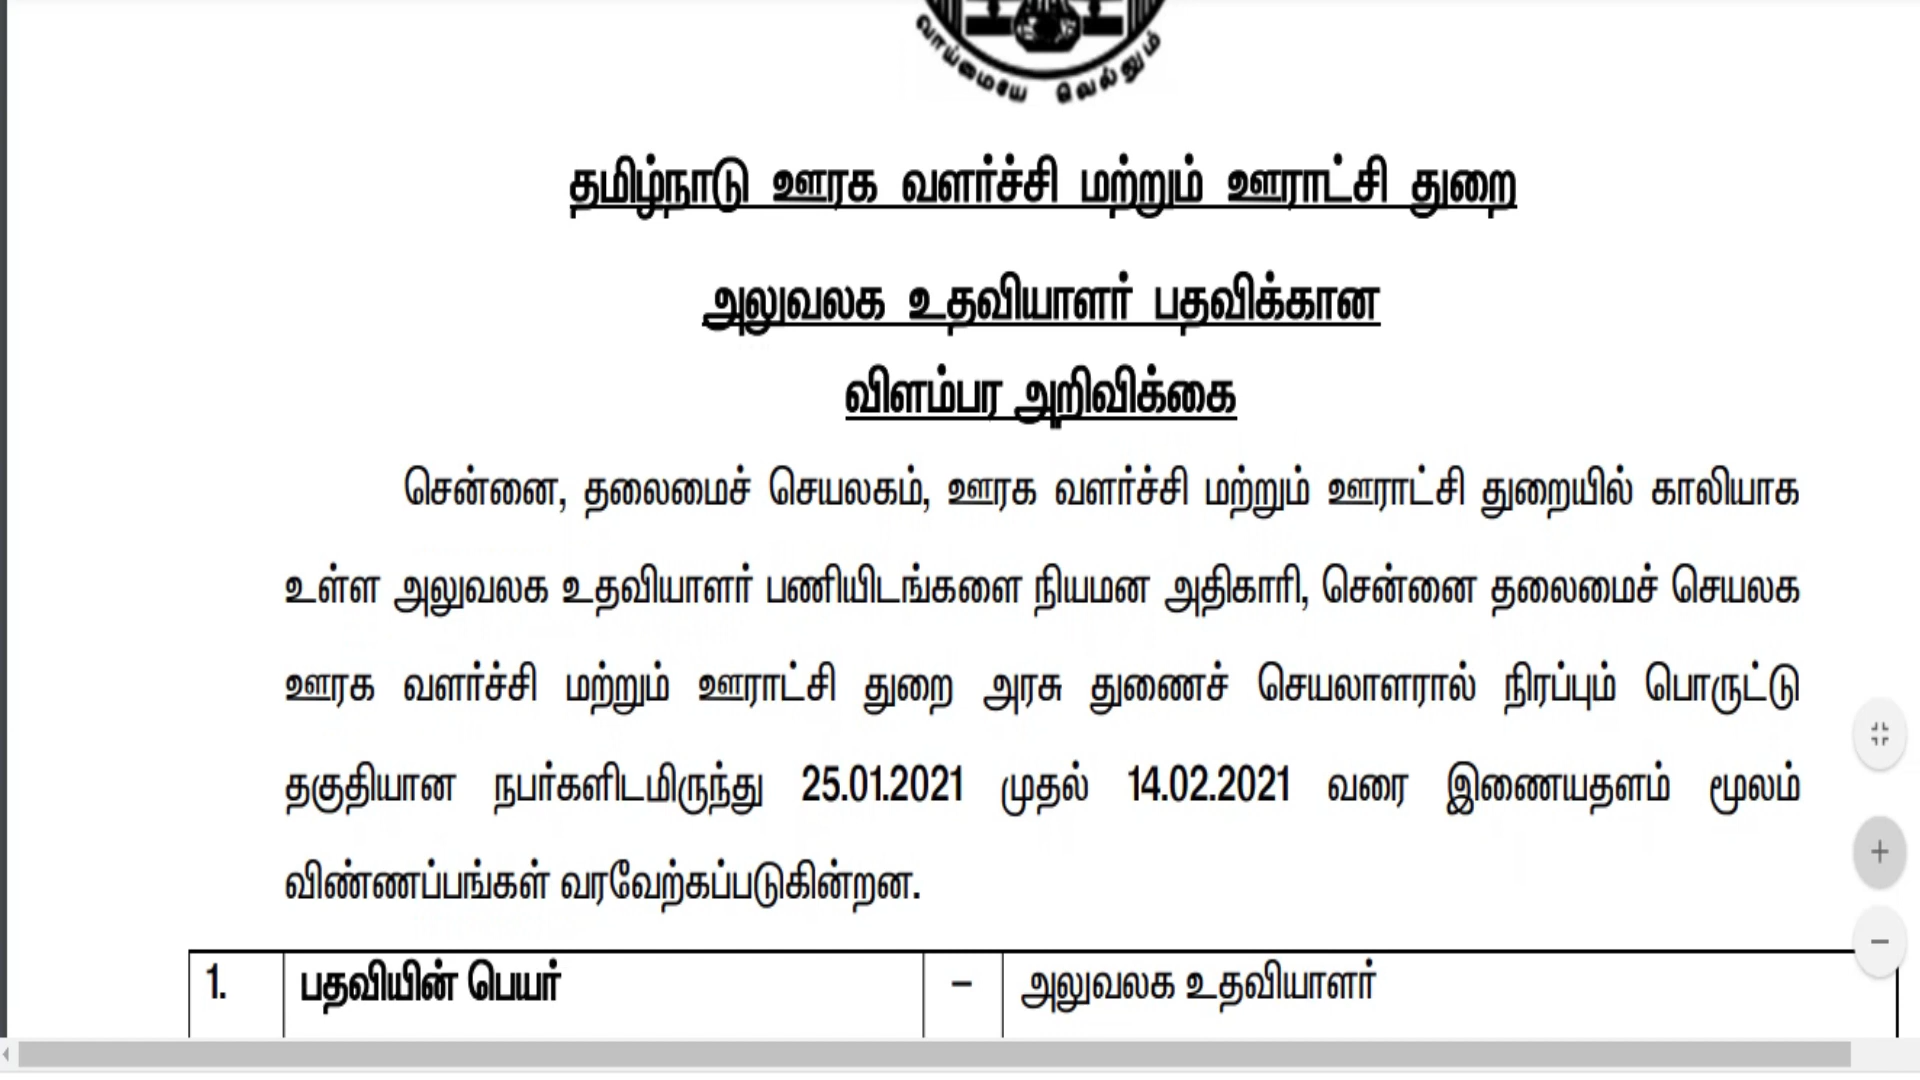 வாய்மையே வெல்லும்
தமிழ்நாடு ஊரக வளர்ச்சி மற்றும் ஊராட்சி துறை
அலுவலக உதவியாளர் பதவிக்கான
விளம்பர அறிவிக்கை
சென்னை, தலைமைச் செயலகம், ஊரக வளர்ச்சி மற்றும் ஊராட்சி துறையில் காலியாக
உள்ள அலுவலக உதவியாளர் பணியிடங்களை நியமன அதிகாரி, சென்னை தலைமைச் செயலக
ஊரக வளர்ச்சி மற்றும் ஊராட்சி துறை அரசு துணைச் செயலாளரால் நிரப்பும் பொருட்டு
தகுதியான நபர்களிடமிருந்து 25.01.2021 முதல் 14.02.2021 வரை இணையதளம் மூலம்
விண்ணப்பங்கள் வரவேற்கப்படுகின்றன.
1. பதவியின் பெயர் – அலுவலக உதவியாளர்